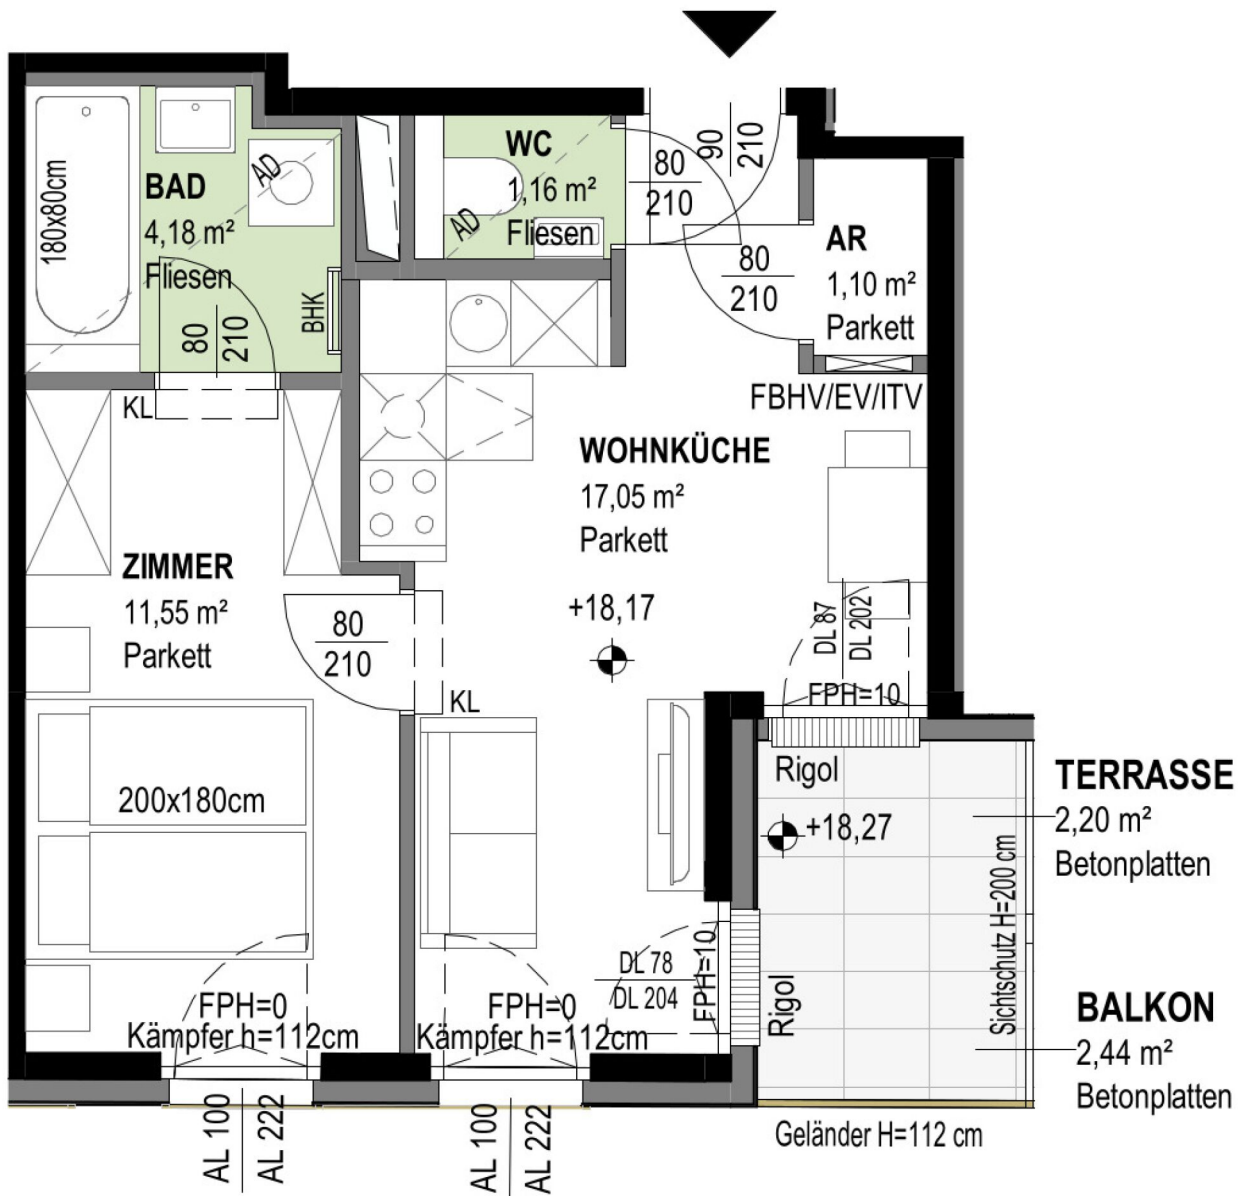 WC
1,16 m²
Fliesen
AD
80
210
90
210
BAD
4,18 m²
Fliesen
AD
180x80cm
BHK
80
210
KL
AR
1,10 m²
Parkett
80
210
FBHV/EV/ITV
WOHNKÜCHE
17,05 m²
Parkett
+18,17
ZIMMER
11,55 m²
Parkett
80
210
KL
DL 87
DL 202
FPH=10
200x180cm
Rigol
+18,27
TERRASSE
2,20 m²
Betonplatten
Sichtschutz H=200 cm
DL 78
DL 204
FPH=10
Rigol
BALKON
2,44 m²
Betonplatten
FPH=0
Kämpfer h=112cm
FPH=0
Kämpfer h=112cm
AL 100
AL 222
AL 100
AL 222
Geländer H=112 cm